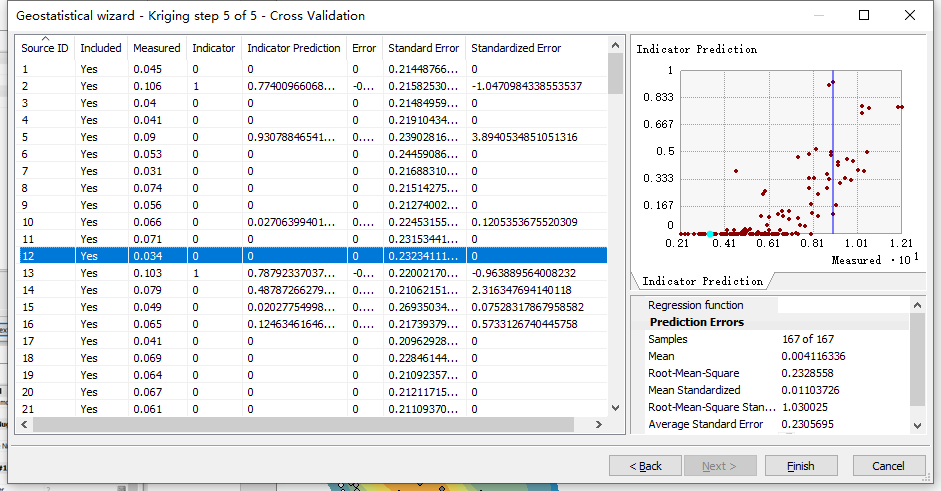 Geostatistical wizard - Kriging step 5 of 5 - Cross Validation
Source ID Included Measured Indicator Indicator Prediction Error Standard Error Standardized Error
1 Yes 0.045 0 0 0 0.21448766... 0
2 Yes 0.106 1 0.77400966068... -0... 0.21582530... -1.0470984338553537
3 Yes 0.04 0 0 0 0.21484959... 0
4 Yes 0.041 0 0 0 0.21910434... 0
5 Yes 0.09 0 0.93078846541... 0.... 0.23902816... 3.8940534851051316
6 Yes 0.053 0 0 0 0.24459086... 0
7 Yes 0.031 0 0 0 0.21688310... 0
8 Yes 0.074 0 0 0 0.21514275... 0
9 Yes 0.056 0 0 0 0.21274002... 0
10 Yes 0.066 0 0.02706399401... 0.... 0.22453155... 0.1205355675520309
11 Yes 0.071 0 0 0 0.23153441... 0
12 Yes 0.034 0 0 0 0.23234111... 0
13 Yes 0.103 1 0.78792337037... -0... 0.22002170... -0.963889564008232
14 Yes 0.079 0 0.48787266279... 0.... 0.21062151... 2.316347694140118
15 Yes 0.049 0 0.02027754998... 0.... 0.26935034... 0.07528317867958582
16 Yes 0.065 0 0.12463461646... 0.... 0.21739379... 0.5733126740445758
17 Yes 0.041 0 0 0 0.20962928... 0
18 Yes 0.069 0 0 0 0.22846144... 0
19 Yes 0.064 0 0 0 0.21092357... 0
20 Yes 0.067 0 0 0 0.21211715... 0
21 Yes 0.061 0 0 0 0.21109370... 0
Indicator Prediction
1
0.833
0.667
0.5
0.333
0.167
0
0.21 0.41 0.61 0.81 1.01 1.21
Measured ·10¹
Indicator Prediction
Regression function
Prediction Errors
Samples 167 of 167
Mean 0.004116336
Root-Mean-Square 0.2328558
Mean Standardized 0.01103726
Root-Mean-Square Stan... 1.030025
Average Standard Error 0.2305695
< Back Next > Finish Cancel